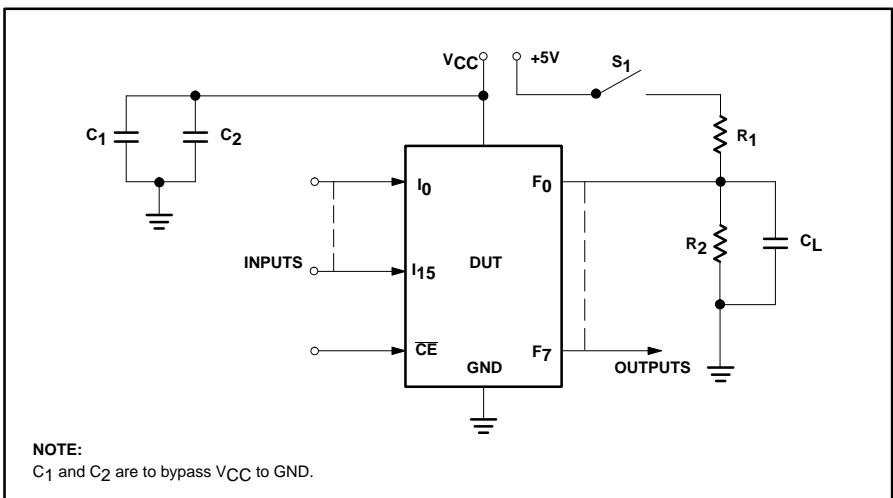 VCC
+5V
S1
C1
C2
R1
I0
F0
R2
CL
INPUTS
I15
DUT
CE
F7
GND
OUTPUTS
NOTE:
C1 and C2 are to bypass VCC to GND.